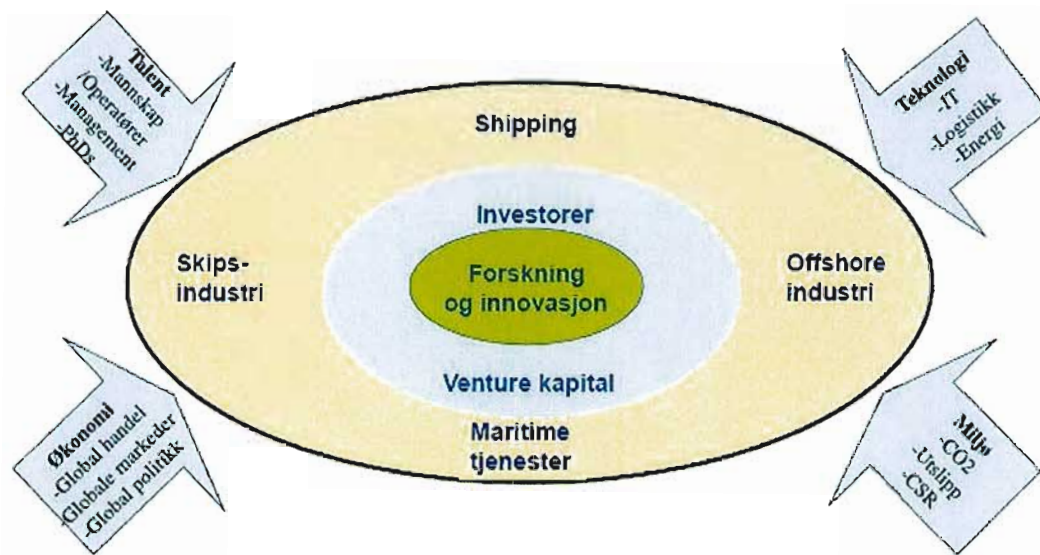 Talent
-Mannskap
/Operatører
-Management
-PhDs
Teknologi
-IT
-Logistikk
-Energi
Shipping
Investorer
Skips-
industri
Forskning
og innovasjon
Offshore
industri
Venture kapital
Maritime
tjenester
Økonomi
-Global handel
-Globale markeder
-Global politikk
Miljø
-CO2
-Utslipp
-CSR